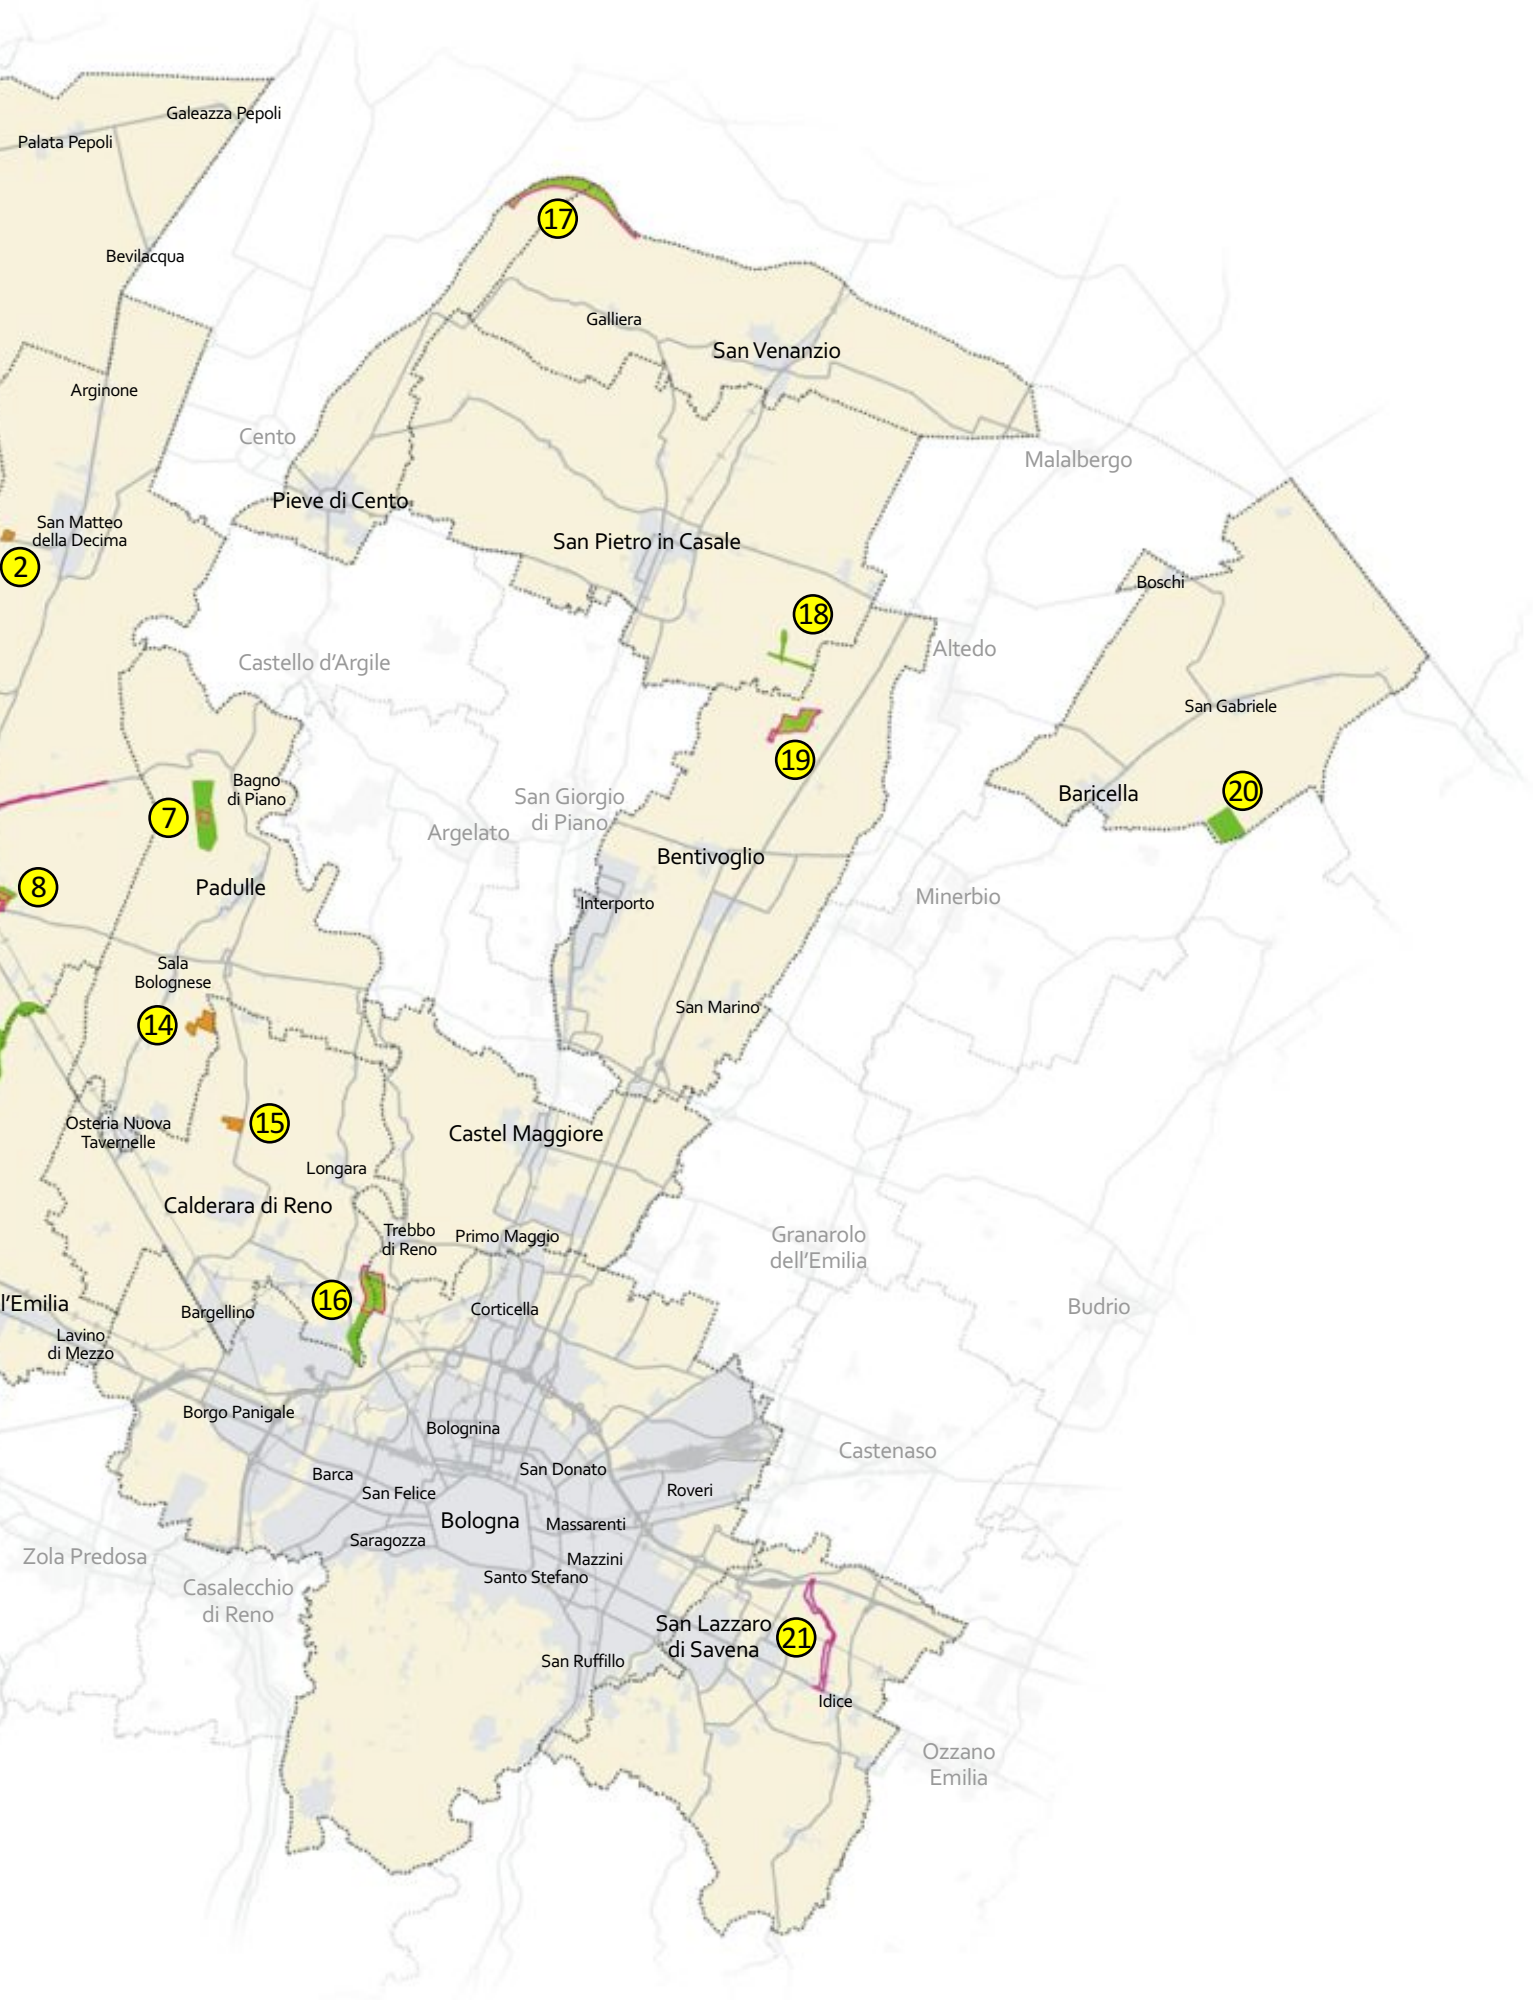 Galeazza Pepoli
Palata Pepoli
17
Bevilacqua
Galliera
San Venanzio
Arginone
Cento
Malalbergo
Pieve di Cento
San Matteo
della Decima
San Pietro in Casale
2
Boschi
18
Castello d'Argile
Altedo
San Gabriele
19
Bagno
di Piano
San Giorgio
di Piano
Baricella
20
7
Argelato
Bentivoglio
8
Padulle
Minerbio
Interporto
Sala
Bolognese
San Marino
14
15
Osteria Nuova
Tavernelle
Castel Maggiore
Longara
Calderara di Reno
Trebbo
di Reno
Primo Maggio
Granarolo
dell'Emilia
16
l'Emilia
Bargellino
Corticella
Budrio
Lavino
di Mezzo
Borgo Panigale
Bolognina
Castenaso
Barca
San Donato
San Felice
Roveri
Bologna
Massarenti
Saragozza
Zola Predosa
Mazzini
Santo Stefano
Casalecchio
di Reno
San Lazzaro
di Savena
21
San Ruffillo
Idice
Ozzano
Emilia